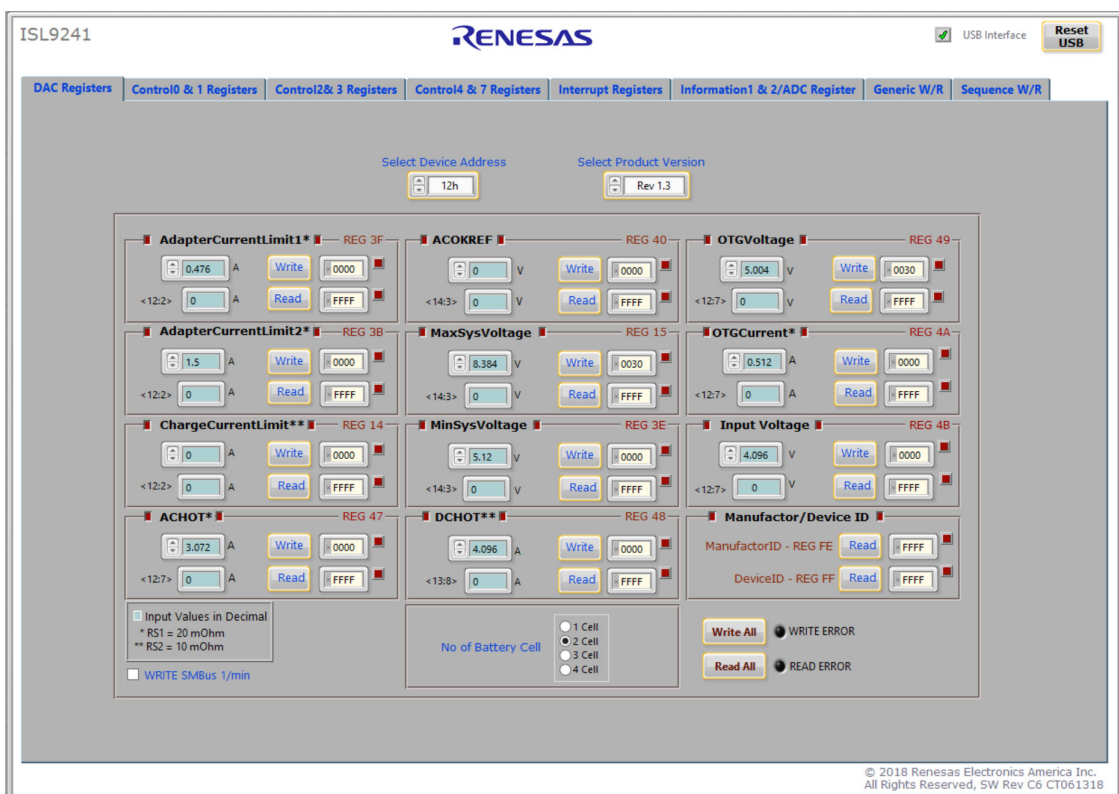 ISL9241
RENESAS
USB Interface
Reset
USB
DAC Registers
Control0 & 1 Registers
Control2& 3 Registers
Control4 & 7 Registers
Interrupt Registers
Information1 & 2/ADC Register
Generic W/R
Sequence W/R
Select Device Address
12h
Select Product Version
Rev 1.3
AdapterCurrentLimit1* REG 3F
0.476 A Write x 0000
<12:2> 0 A Read x FFFF
ACOKREF REG 40
0 V Write x 0000
<14:3> 0 V Read x FFFF
OTGVoltage REG 49
5.004 V Write x 0030
<12:7> 0 V Read x FFFF
AdapterCurrentLimit2* REG 3B
1.5 A Write x 0000
<12:2> 0 A Read x FFFF
MaxSysVoltage REG 15
8.384 V Write x 0030
<14:3> 0 V Read x FFFF
OTGCurrent* REG 4A
0.512 A Write x 0000
<12:7> 0 A Read x FFFF
ChargeCurrentLimit** REG 14
0 A Write x 0000
<12:2> 0 A Read x FFFF
MinSysVoltage REG 3E
5.12 V Write x 0000
<14:3> 0 V Read x FFFF
Input Voltage REG 4B
4.096 V Write x 0000
<12:7> 0 V Read x FFFF
ACHOT* REG 47
3.072 A Write x 0000
<12:7> 0 A Read x FFFF
DCHOT** REG 48
4.096 A Write x 0000
<13:8> 0 A Read x FFFF
Manufactor/Device ID
ManufactorID - REG FE Read x FFFF
DeviceID - REG FF Read x FFFF
Input Values in Decimal
* RS1 = 20 mOhm
** RS2 = 10 mOhm
WRITE SMBus 1/min
No of Battery Cell
1 Cell
2 Cell
3 Cell
4 Cell
Write All WRITE ERROR
Read All READ ERROR
© 2018 Renesas Electronics America Inc.
All Rights Reserved, SW Rev C6 CT061318